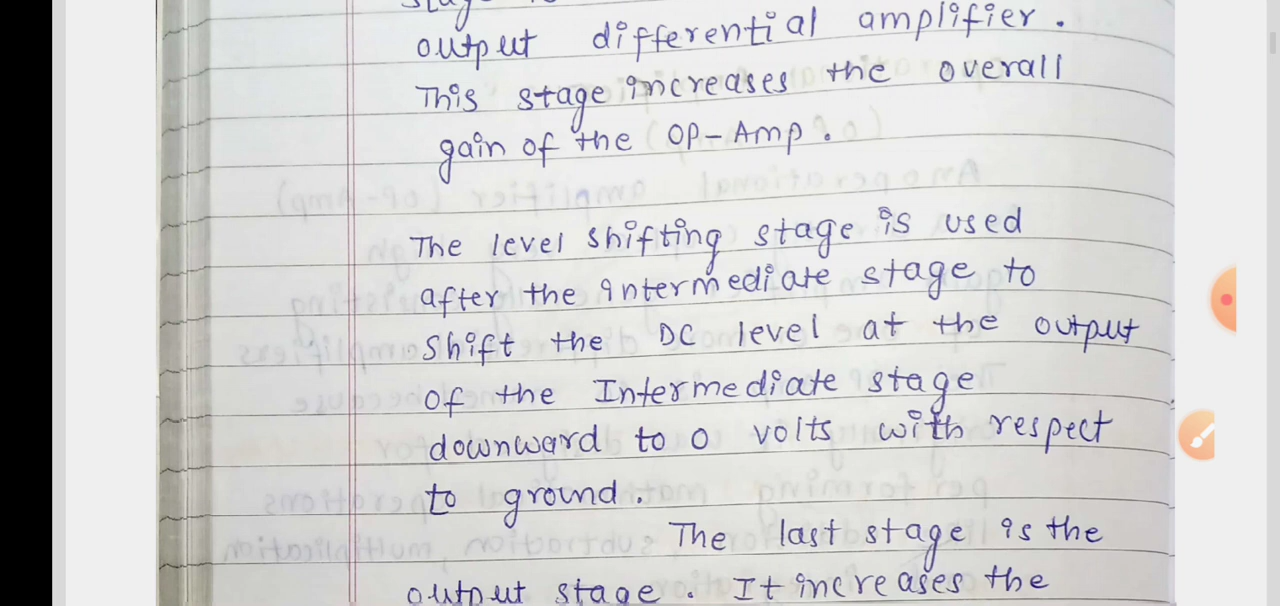 output differential amplifier.
This stage increases the overall
gain of the OP-Amp.
The level shifting stage is used
after the intermediate stage to
shift the DC level at the output
of the Intermediate stage
downward to 0 volts with respect
to ground.
The last stage is the
output stage. It increases the